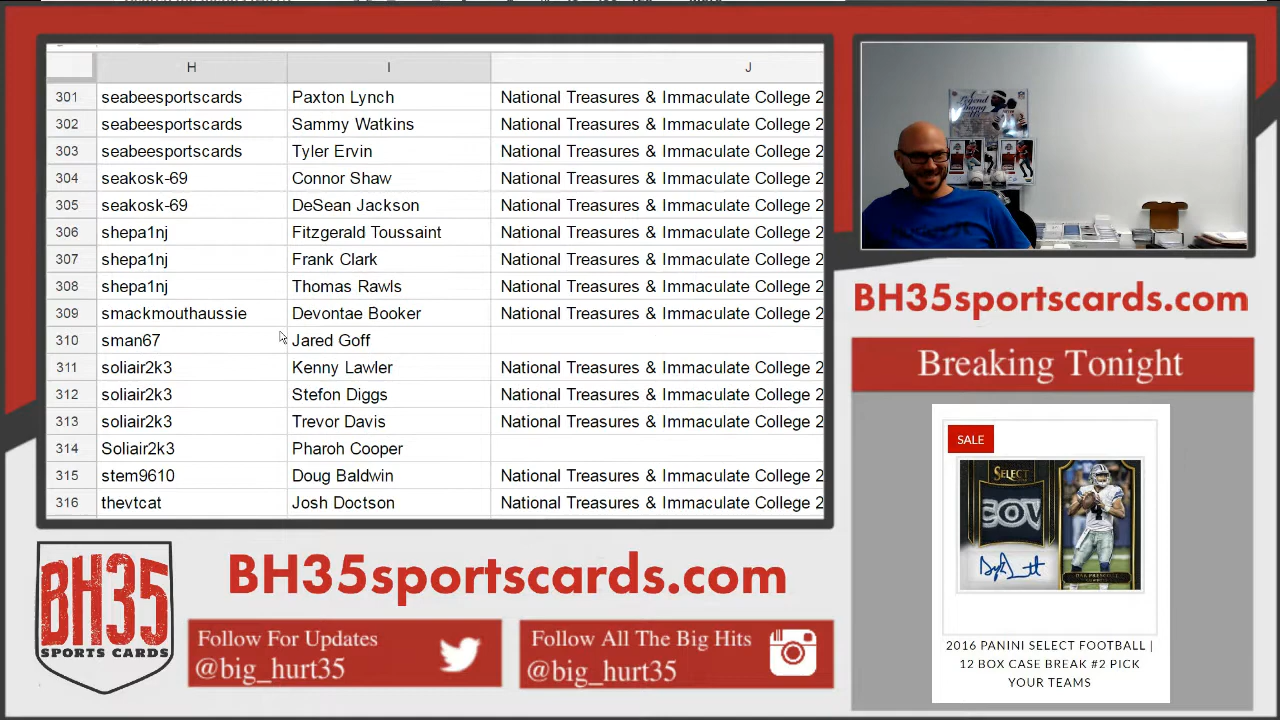 H I J
301 seabeesportscards Paxton Lynch National Treasures & Immaculate College 2
302 seabeesportscards Sammy Watkins National Treasures & Immaculate College 2
303 seabeesportscards Tyler Ervin National Treasures & Immaculate College 2
304 seakosk-69 Connor Shaw National Treasures & Immaculate College 2
305 seakosk-69 DeSean Jackson National Treasures & Immaculate College 2
306 shepa1nj Fitzgerald Toussaint National Treasures & Immaculate College 2
307 shepa1nj Frank Clark National Treasures & Immaculate College 2
308 shepa1nj Thomas Rawls National Treasures & Immaculate College 2
309 smackmouthaussie Devontae Booker National Treasures & Immaculate College 2
310 sman67 Jared Goff
311 soliair2k3 Kenny Lawler National Treasures & Immaculate College 2
312 soliair2k3 Stefon Diggs National Treasures & Immaculate College 2
313 soliair2k3 Trevor Davis National Treasures & Immaculate College 2
314 Soliair2k3 Pharoh Cooper
315 stem9610 Doug Baldwin National Treasures & Immaculate College 2
316 thevtcat Josh Doctson National Treasures & Immaculate College 2
BH35sportscards.com
Breaking Tonight
SALE
SELECT
COV
DAK PRESCOTT
2016 PANINI SELECT FOOTBALL |
12 BOX CASE BREAK #2 PICK
YOUR TEAMS
BH35
SPORTS CARDS
BH35sportscards.com
Follow For Updates
@big_hurt35
Follow All The Big Hits
@big_hurt35